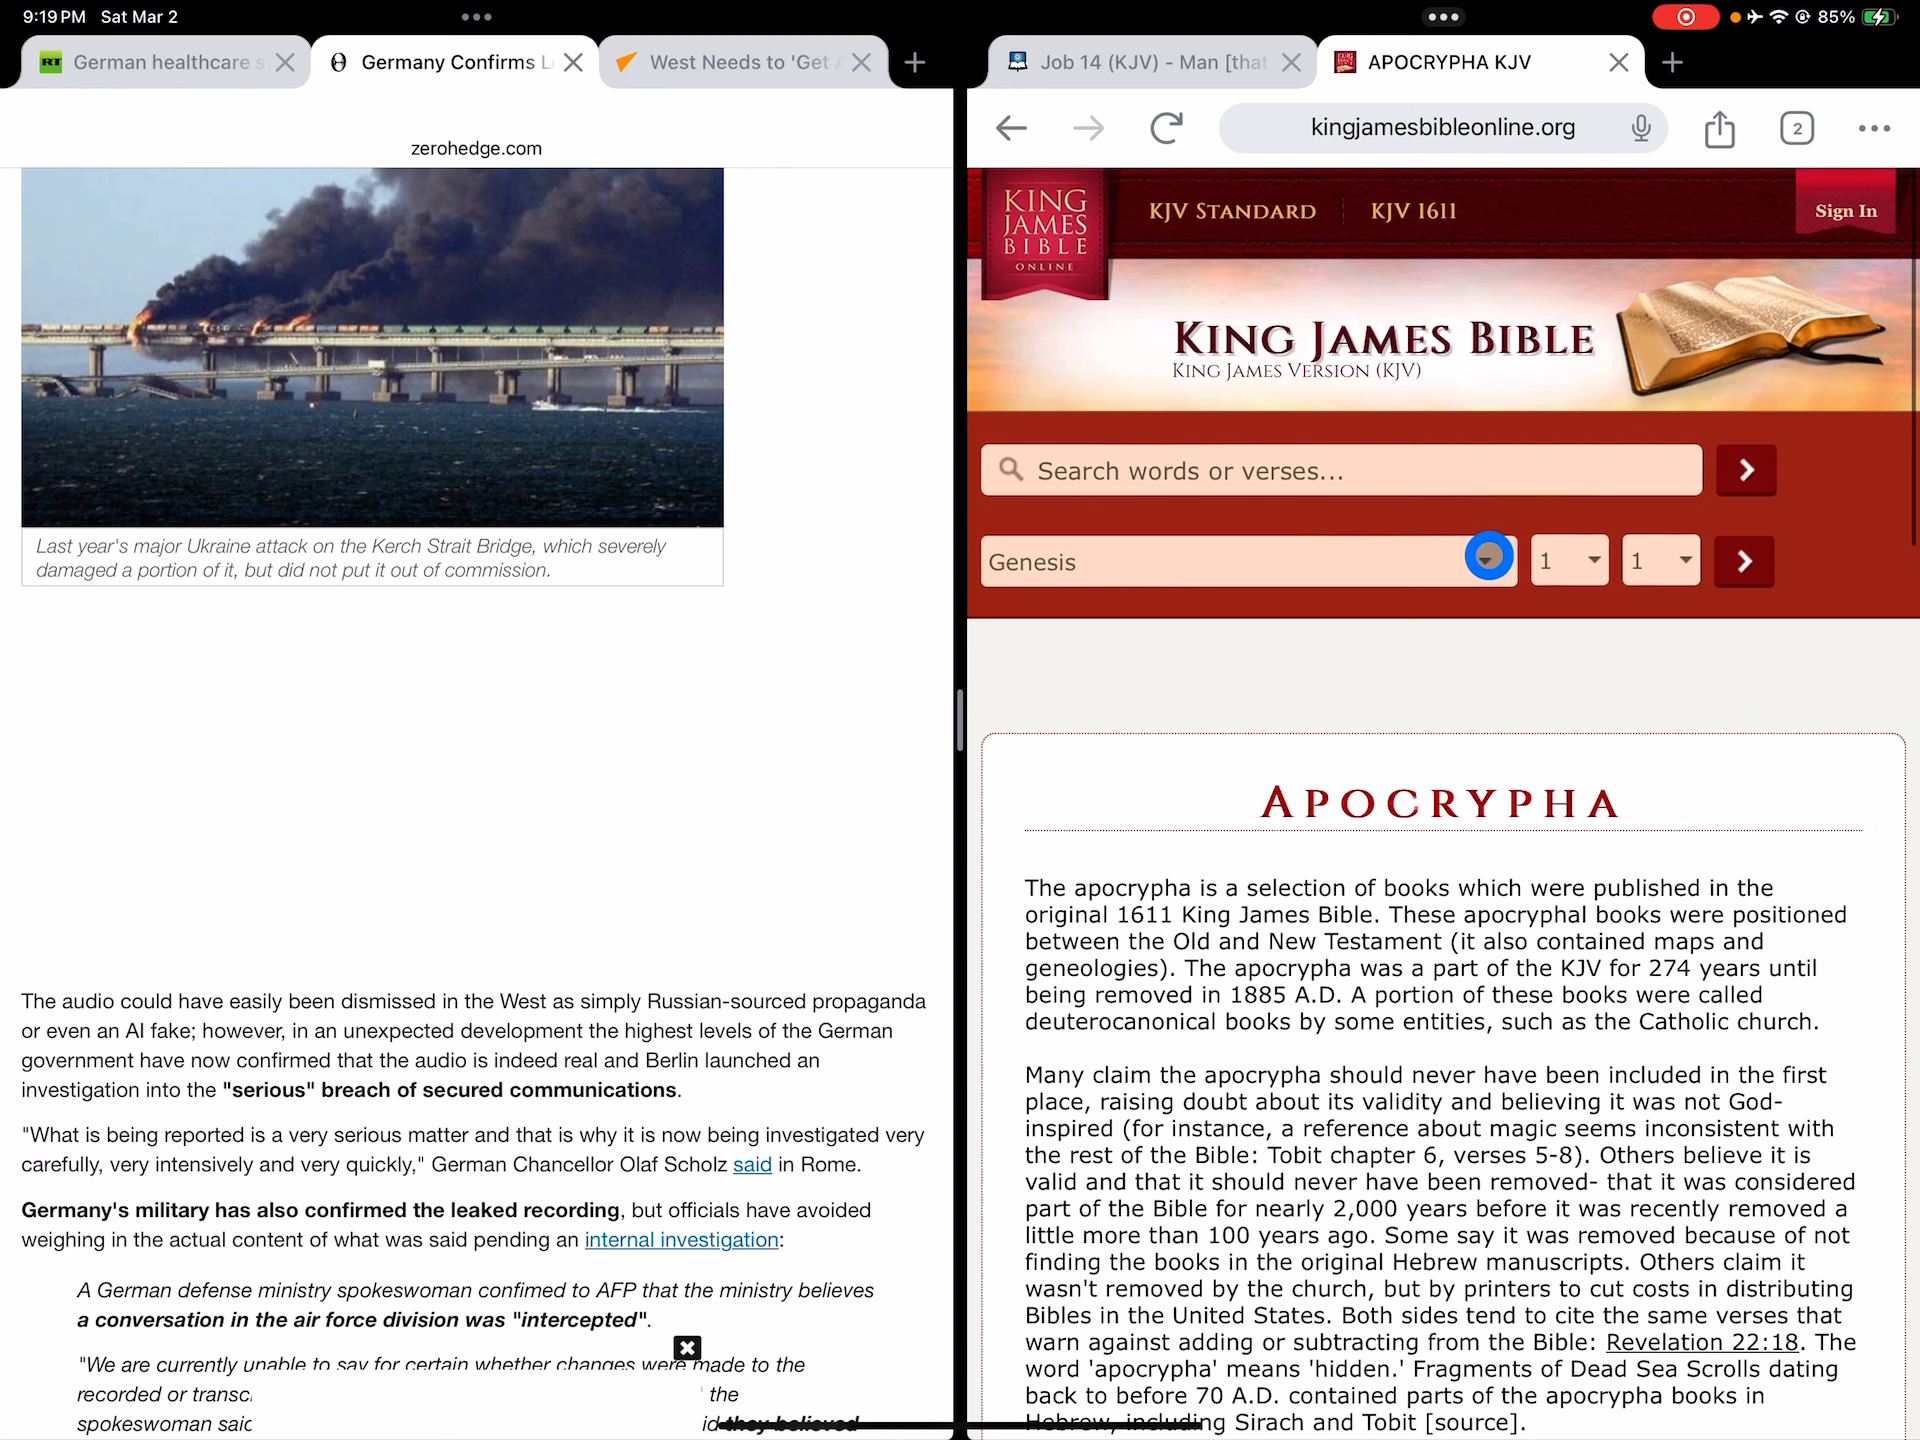 9:19 PM Sat Mar 2
85%
RT German healthcare s
Germany Confirms L
West Needs to 'Get A
Job 14 (KJV) - Man [that
APOCRYPHA KJV
zerohedge.com
kingjamesbibleonline.org
2
Last year's major Ukraine attack on the Kerch Strait Bridge, which severely
damaged a portion of it, but did not put it out of commission.
The audio could have easily been dismissed in the West as simply Russian-sourced propaganda
or even an AI fake; however, in an unexpected development the highest levels of the German
government have now confirmed that the audio is indeed real and Berlin launched an
investigation into the "serious" breach of secured communications.
"What is being reported is a very serious matter and that is why it is now being investigated very
carefully, very intensively and very quickly," German Chancellor Olaf Scholz said in Rome.
Germany's military has also confirmed the leaked recording, but officials have avoided
weighing in the actual content of what was said pending an internal investigation:
A German defense ministry spokeswoman confimed to AFP that the ministry believes
a conversation in the air force division was "intercepted".
"We are currently unable to say for certain whether changes were made to the
recorded or transc the
spokeswoman said they believed
KING
JAMES
BIBLE
ONLINE
KJV STANDARD
KJV 1611
Sign In
KING JAMES BIBLE
KING JAMES VERSION (KJV)
Search words or verses...
Genesis 1 1
APOCRYPHA
The apocrypha is a selection of books which were published in the
original 1611 King James Bible. These apocryphal books were positioned
between the Old and New Testament (it also contained maps and
geneologies). The apocrypha was a part of the KJV for 274 years until
being removed in 1885 A.D. A portion of these books were called
deuterocanonical books by some entities, such as the Catholic church.
Many claim the apocrypha should never have been included in the first
place, raising doubt about its validity and believing it was not God-
inspired (for instance, a reference about magic seems inconsistent with
the rest of the Bible: Tobit chapter 6, verses 5-8). Others believe it is
valid and that it should never have been removed- that it was considered
part of the Bible for nearly 2,000 years before it was recently removed a
little more than 100 years ago. Some say it was removed because of not
finding the books in the original Hebrew manuscripts. Others claim it
wasn't removed by the church, but by printers to cut costs in distributing
Bibles in the United States. Both sides tend to cite the same verses that
warn against adding or subtracting from the Bible: Revelation 22:18. The
word 'apocrypha' means 'hidden.' Fragments of Dead Sea Scrolls dating
back to before 70 A.D. contained parts of the apocrypha books in
Hebrew, including Sirach and Tobit [source].